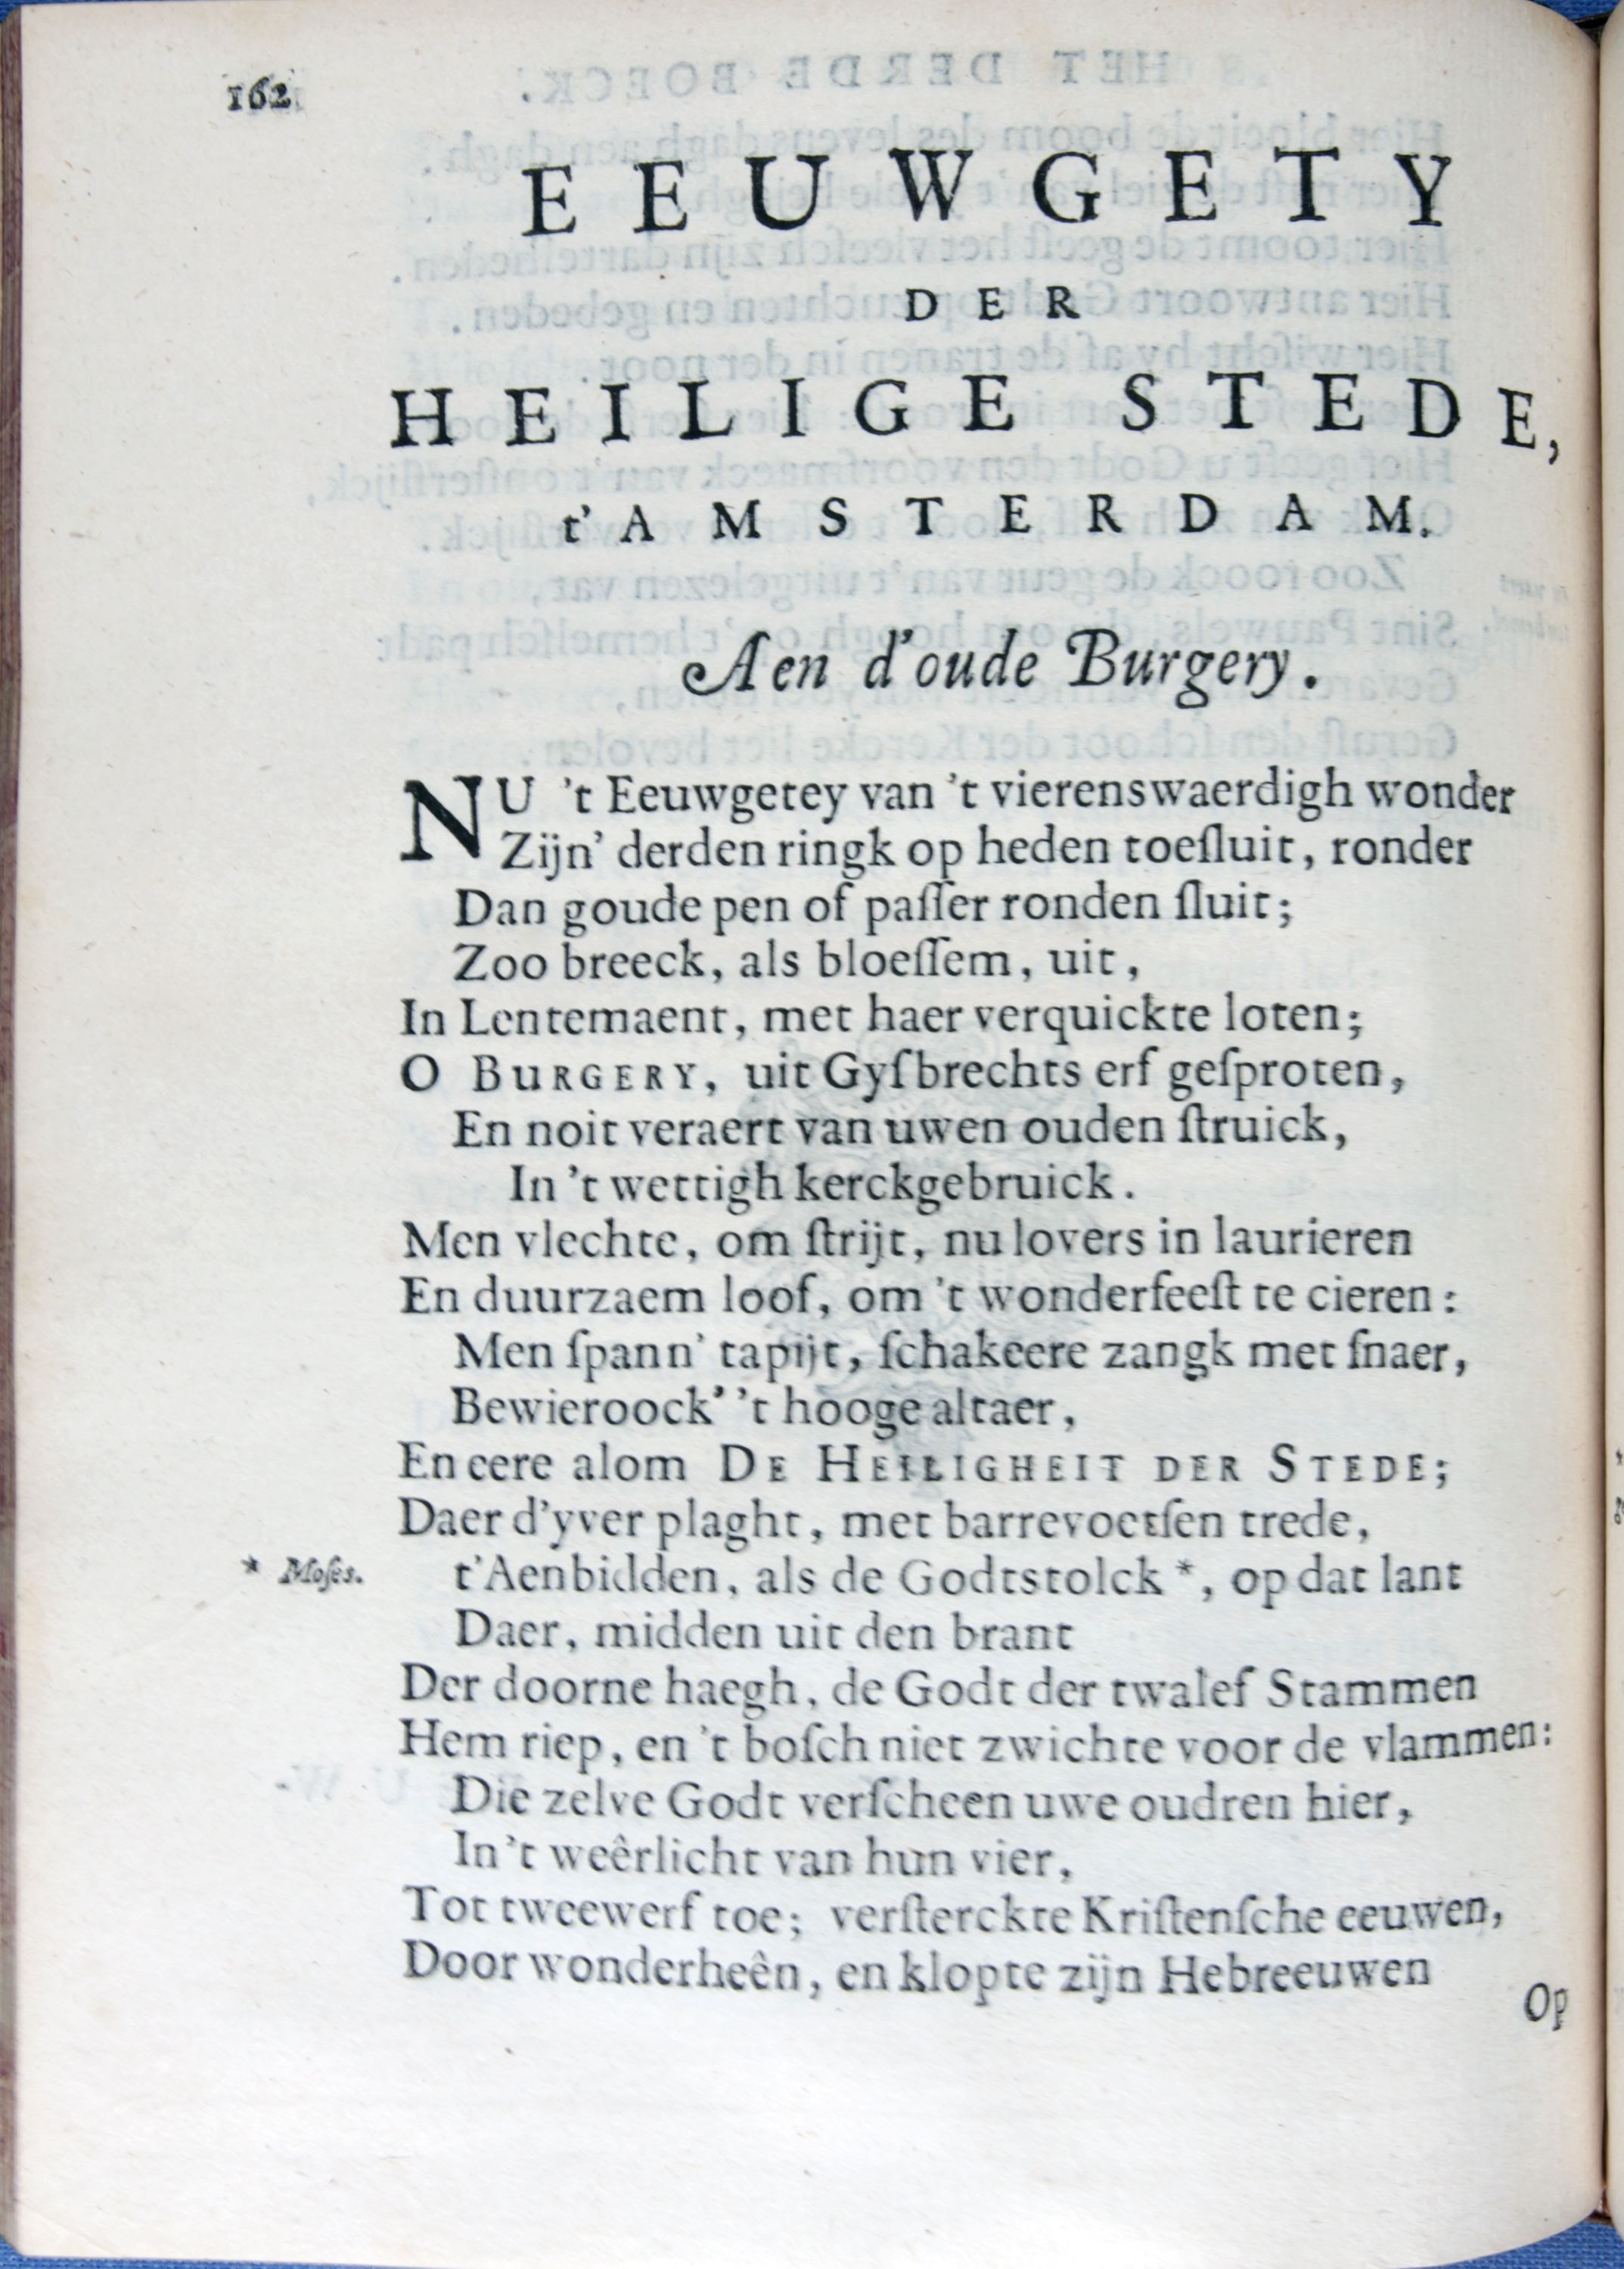 162
EEUWGETY
DER
HEILIGE STEDE,
t'AMSTERDAM.
Aen d'oude Burgery.
NU 't Eeuwgetey van 't vierenswaerdigh wonder
Zijn' derden ringk op heden toeſluit, ronder
Dan goude pen of paſſer ronden ſluit;
Zoo breeck, als bloeſſem, uit,
In Lentemaent, met haer verquickte loten;
O BURGERY, uit Gyſbrechts erf geſproten,
En noit veraert van uwen ouden ſtruick,
In 't wettigh kerckgebruick.
Men vlechte, om ſtrijt, nu lovers in laurieren
En duurzaem loof, om 't wonderfeeſt te cieren:
Men ſpann' tapijt, ſchakeere zangk met ſnaer,
Bewieroock' 't hooge altaer,
En eere alom DE HEILIGHEIT DER STEDE;
Daer d'yver plaght, met barrevoetſen trede,
* Moſes.
t'Aenbidden, als de Godtstolck *, op dat lant
Daer, midden uit den brant
Der doorne haegh, de Godt der twalef Stammen
Hem riep, en 't boſch niet zwichte voor de vlammen:
Die zelve Godt verſcheen uwe oudren hier,
In 't weêrlicht van hun vier,
Tot tweewerf toe; verſterckte Kriſtenſche eeuwen,
Door wonderheên, en klopte zijn Hebreeuwen
Op